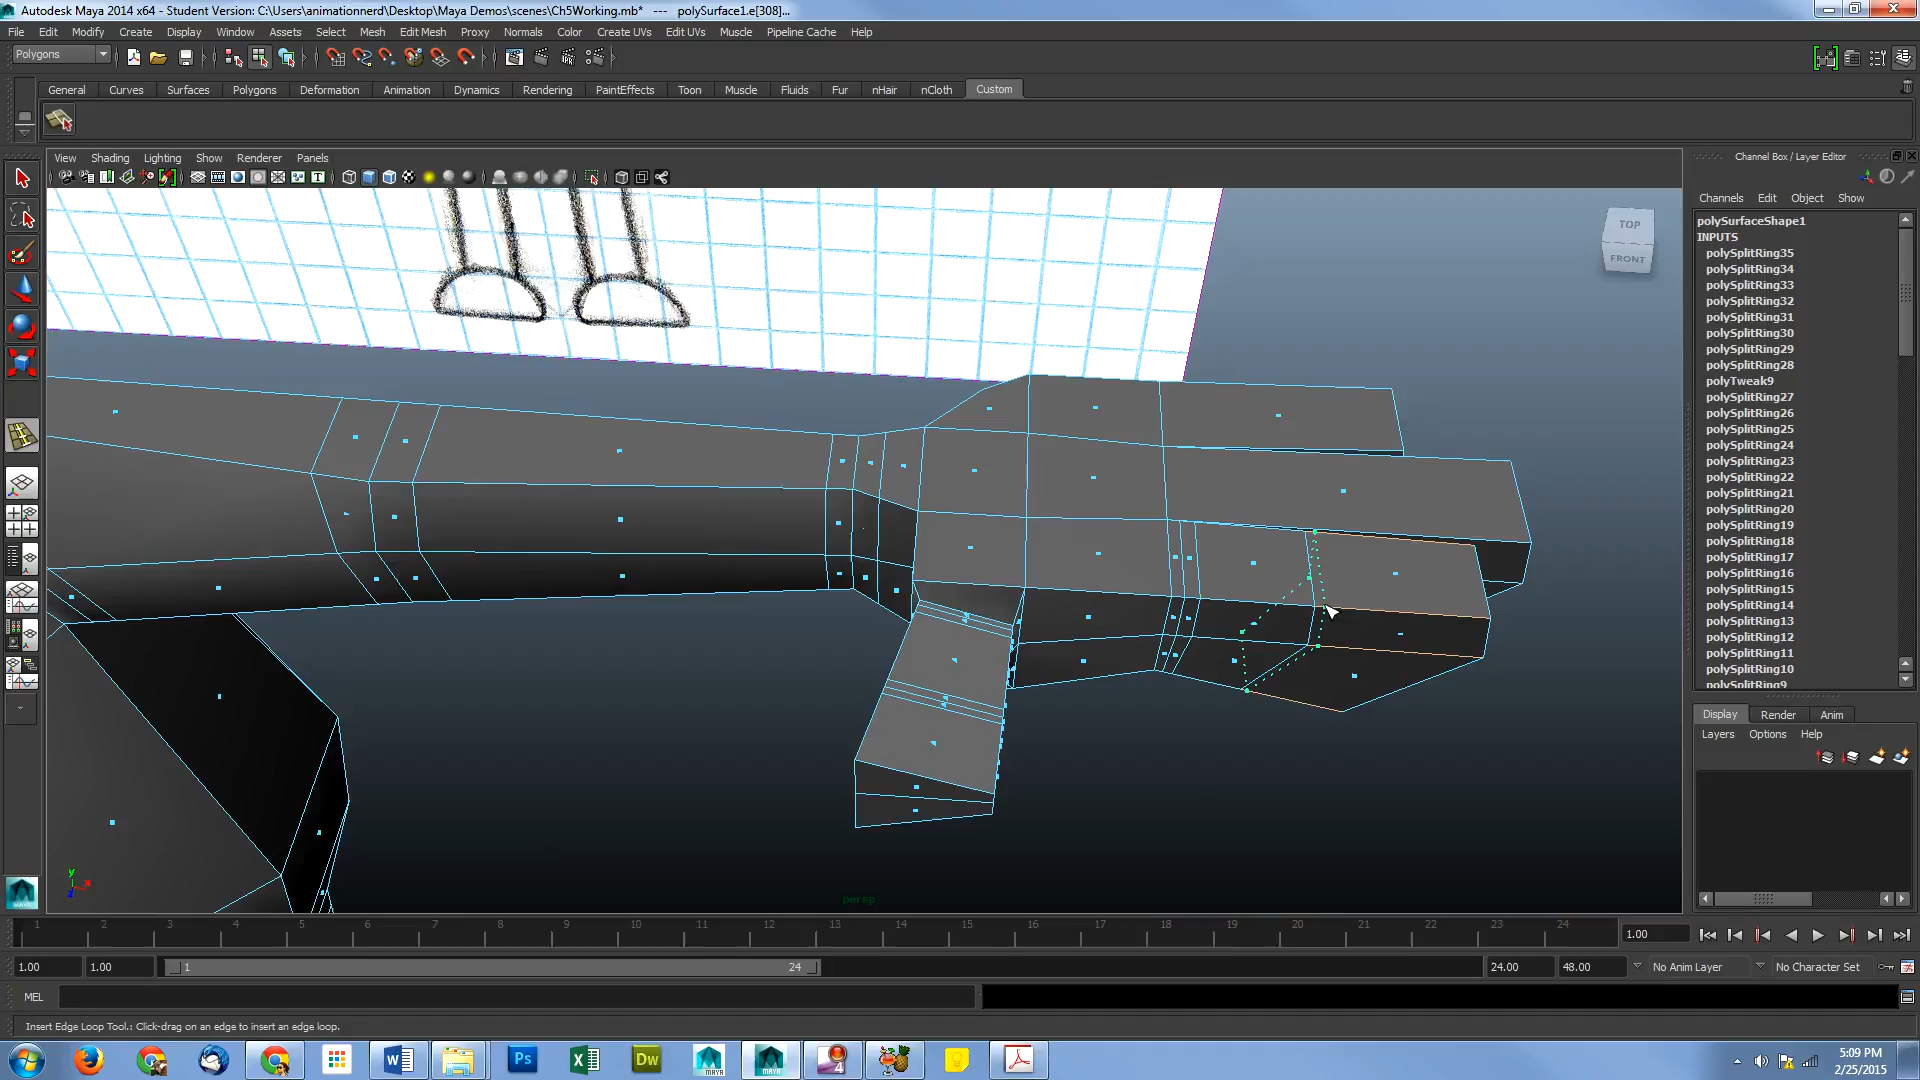 Autodesk Maya 2014 x64 - Student Version: C:\Users\animationnerd\Desktop\Maya Demos\scenes\Ch5Working.mb* --- polySurface1.e[308]...
File Edit Modify Create Display Window Assets Select Mesh Edit Mesh Proxy Normals Color Create UVs Edit UVs Muscle Pipeline Cache Help
Polygons
General Curves Surfaces Polygons Deformation Animation Dynamics Rendering PaintEffects Toon Muscle Fluids Fur nHair nCloth Custom
View Shading Lighting Show Renderer Panels
Channel Box / Layer Editor
Channels Edit Object Show
polySurfaceShape1
INPUTS
polySplitRing35
polySplitRing34
polySplitRing33
polySplitRing32
polySplitRing31
polySplitRing30
polySplitRing29
polySplitRing28
polyTweak9
polySplitRing27
polySplitRing26
polySplitRing25
polySplitRing24
polySplitRing23
polySplitRing22
polySplitRing21
polySplitRing20
polySplitRing19
polySplitRing18
polySplitRing17
polySplitRing16
polySplitRing15
polySplitRing14
polySplitRing13
polySplitRing12
polySplitRing11
polySplitRing10
polySplitRing9
TOP
FRONT
Display Render Anim
Layers Options Help
y
persp
1 2 3 4 5 6 7 8 9 10 11 12 13 14 15 16 17 18 19 20 21 22 23 24
1.00
1.00 1.00 1 24 24.00 48.00 No Anim Layer No Character Set
MEL
Insert Edge Loop Tool.: Click-drag on an edge to insert an edge loop.
Ps
Dw
MAYA
MAYA
4
5:09 PM
2/25/2015